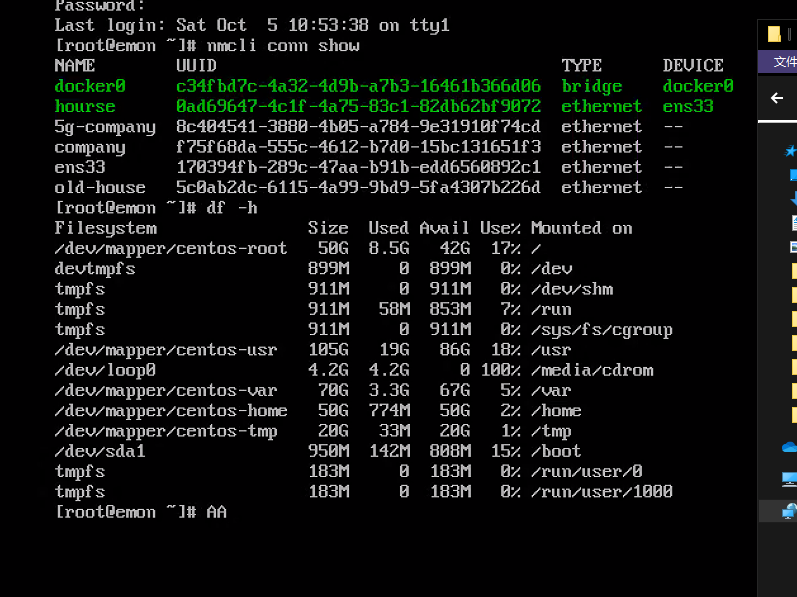 Password:
Last login: Sat Oct  5 10:53:38 on tty1
[root@emon ~]# nmcli conn show
NAME        UUID                                  TYPE      DEVICE
docker0     c34fbd7c-4a32-4d9b-a7b3-16461b366d06  bridge    docker0
hourse      0ad69647-4c1f-4a75-83c1-82db62bf9072  ethernet  ens33
5g-company  8c404541-3880-4b05-a784-9e31910f74cd  ethernet  --
company     f75f68da-555c-4612-b7d0-15bc131651f3  ethernet  --
ens33       170394fb-289c-47aa-b91b-edd6560892c1  ethernet  --
old-house   5c0ab2dc-6115-4a99-9bd9-5fa4307b226d  ethernet  --
[root@emon ~]# df -h
Filesystem               Size  Used Avail Use% Mounted on
/dev/mapper/centos-root   50G  8.5G   42G  17% /
devtmpfs                 899M     0  899M   0% /dev
tmpfs                    911M     0  911M   0% /dev/shm
tmpfs                    911M   58M  853M   7% /run
tmpfs                    911M     0  911M   0% /sys/fs/cgroup
/dev/mapper/centos-usr   105G   19G   86G  18% /usr
/dev/loop0               4.2G  4.2G     0 100% /media/cdrom
/dev/mapper/centos-var    70G  3.3G   67G   5% /var
/dev/mapper/centos-home   50G  774M   50G   2% /home
/dev/mapper/centos-tmp    20G   33M   20G   1% /tmp
/dev/sda1                950M  142M  808M  15% /boot
tmpfs                    183M     0  183M   0% /run/user/0
tmpfs                    183M     0  183M   0% /run/user/1000
[root@emon ~]# AA
文件